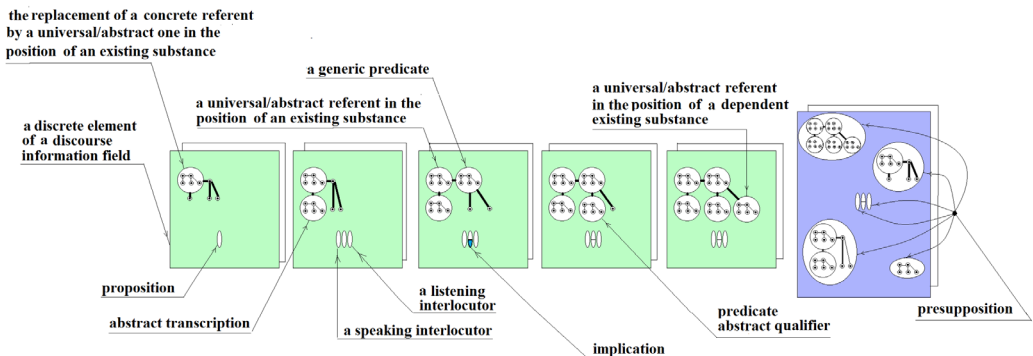 the replacement of a concrete referent
by a universal/abstract one in the
position of an existing substance
a generic predicate
a universal/abstract referent in the
position of an existing substance
a universal/abstract referent
in the position of a dependent
existing substance
a discrete element
of a discourse
information field
proposition
abstract transcription
a listening
interlocutor
a speaking interlocutor
implication
predicate
abstract qualifier
presupposition